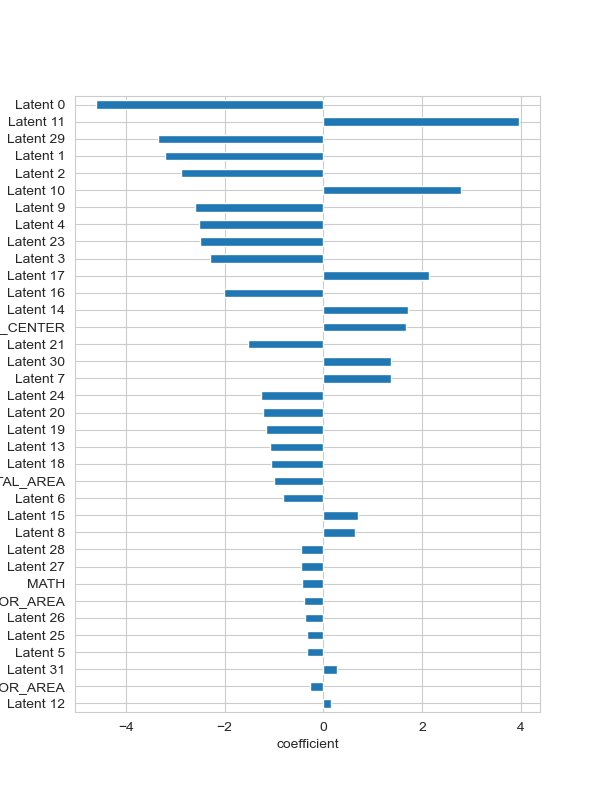 Latent 0
Latent 11
Latent 29
Latent 1
Latent 2
Latent 10
Latent 9
Latent 4
Latent 23
Latent 3
Latent 17
Latent 16
Latent 14
_CENTER
Latent 21
Latent 30
Latent 7
Latent 24
Latent 20
Latent 19
Latent 13
Latent 18
TAL_AREA
Latent 6
Latent 15
Latent 8
Latent 28
Latent 27
MATH
OR_AREA
Latent 26
Latent 25
Latent 5
Latent 31
OR_AREA
Latent 12
−4 −2 0 2 4
coefficient